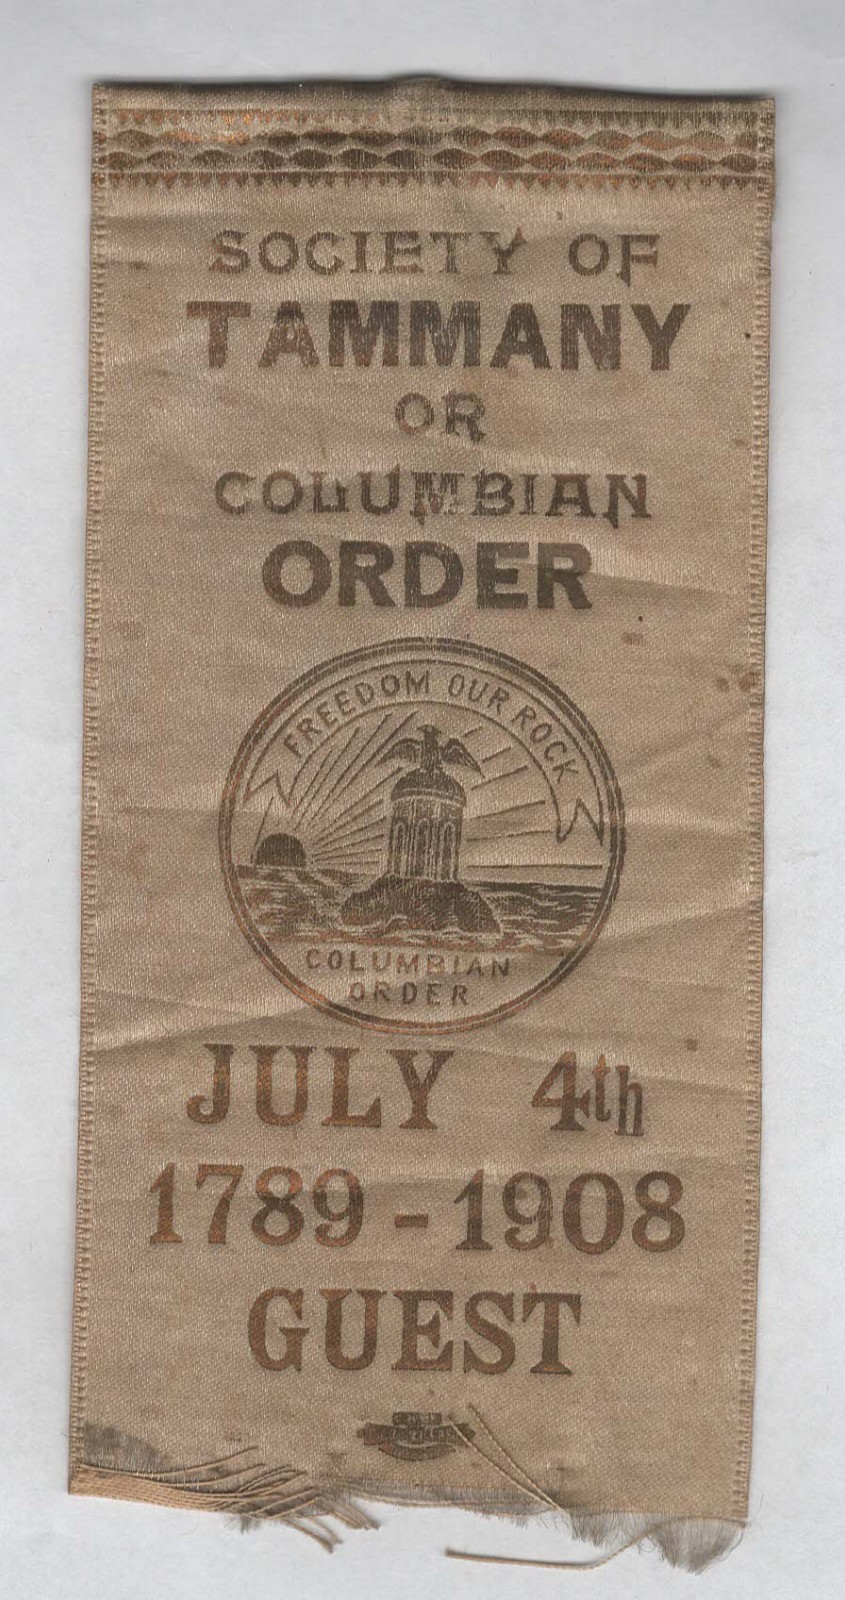 SOCIETY OF
TAMMANY
OR
COLUMBIAN
ORDER
FREEDOM OUR ROCK
COLUMBIAN
ORDER
JULY 4th
1789 - 1908
GUEST